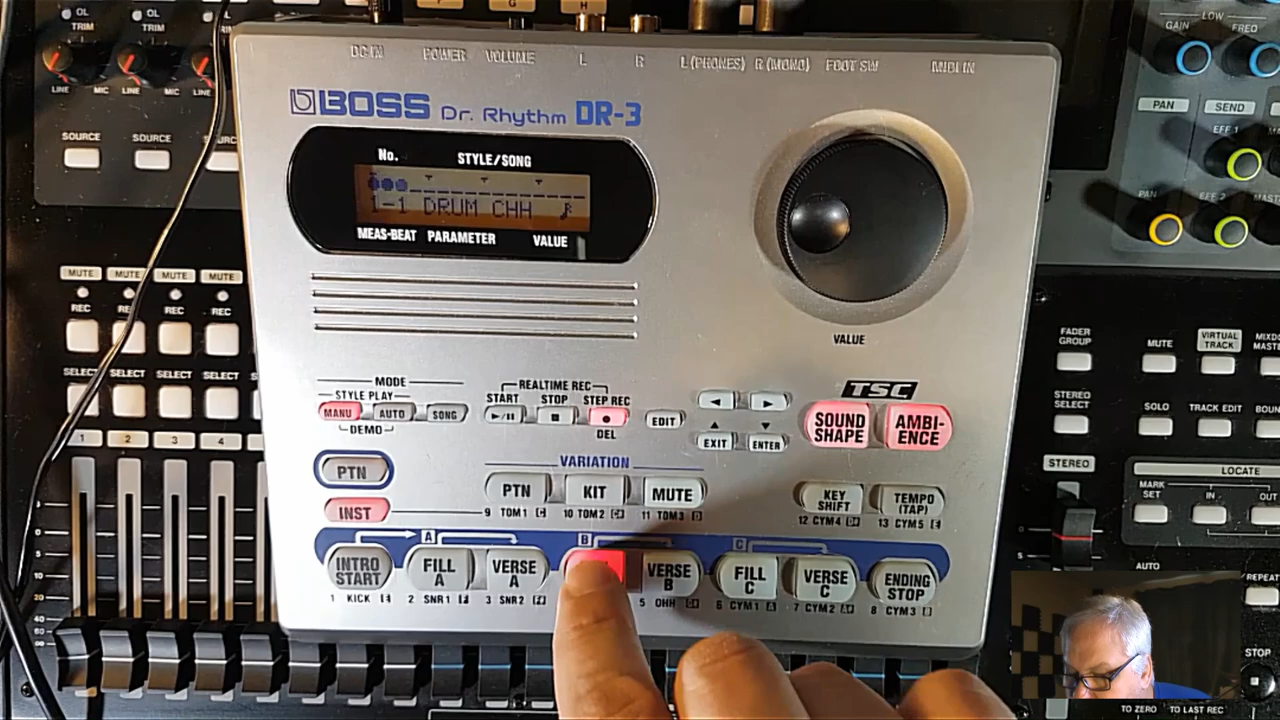 OL OL
TRIM TRIM
LINE MIC LINE MIC LINE
SOURCE SOURCE
MUTE MUTE MUTE MUTE
REC REC REC REC
SELECT SELECT SELECT SELECT
1 2 3 4
DC IN POWER VOLUME L R L(PHONES) R(MONO) FOOT SW MIDI IN
BOSS Dr. Rhythm DR-3
No. STYLE/SONG
1-1 DRUM CHH
MEAS-BEAT PARAMETER VALUE
VALUE
MODE
STYLE PLAY
MANU AUTO SONG
DEMO
REALTIME REC
START STOP STEP REC
DEL
EDIT
EXIT ENTER
TSC
SOUND SHAPE
AMBI-ENCE
PTN
INST
VARIATION
PTN KIT MUTE
9 TOM1 10 TOM2 11 TOM3
KEY SHIFT
TEMPO (TAP)
12 CYM4 13 CYM5
A B C
INTRO START
FILL A
VERSE A
VERSE B
FILL C
VERSE C
ENDING STOP
1 KICK 2 SNR1 3 SNR2 5 OHH 6 CYM1 7 CYM2 8 CYM3
LOW
GAIN FREQ
PAN SEND
EFF 1
PAN EFF 2
FADER GROUP
MUTE
VIRTUAL TRACK
STEREO SELECT
SOLO
TRACK EDIT
STEREO
LOCATE
MARK SET
IN
OUT
AUTO
REPEAT
STOP
TO ZERO TO LAST REC